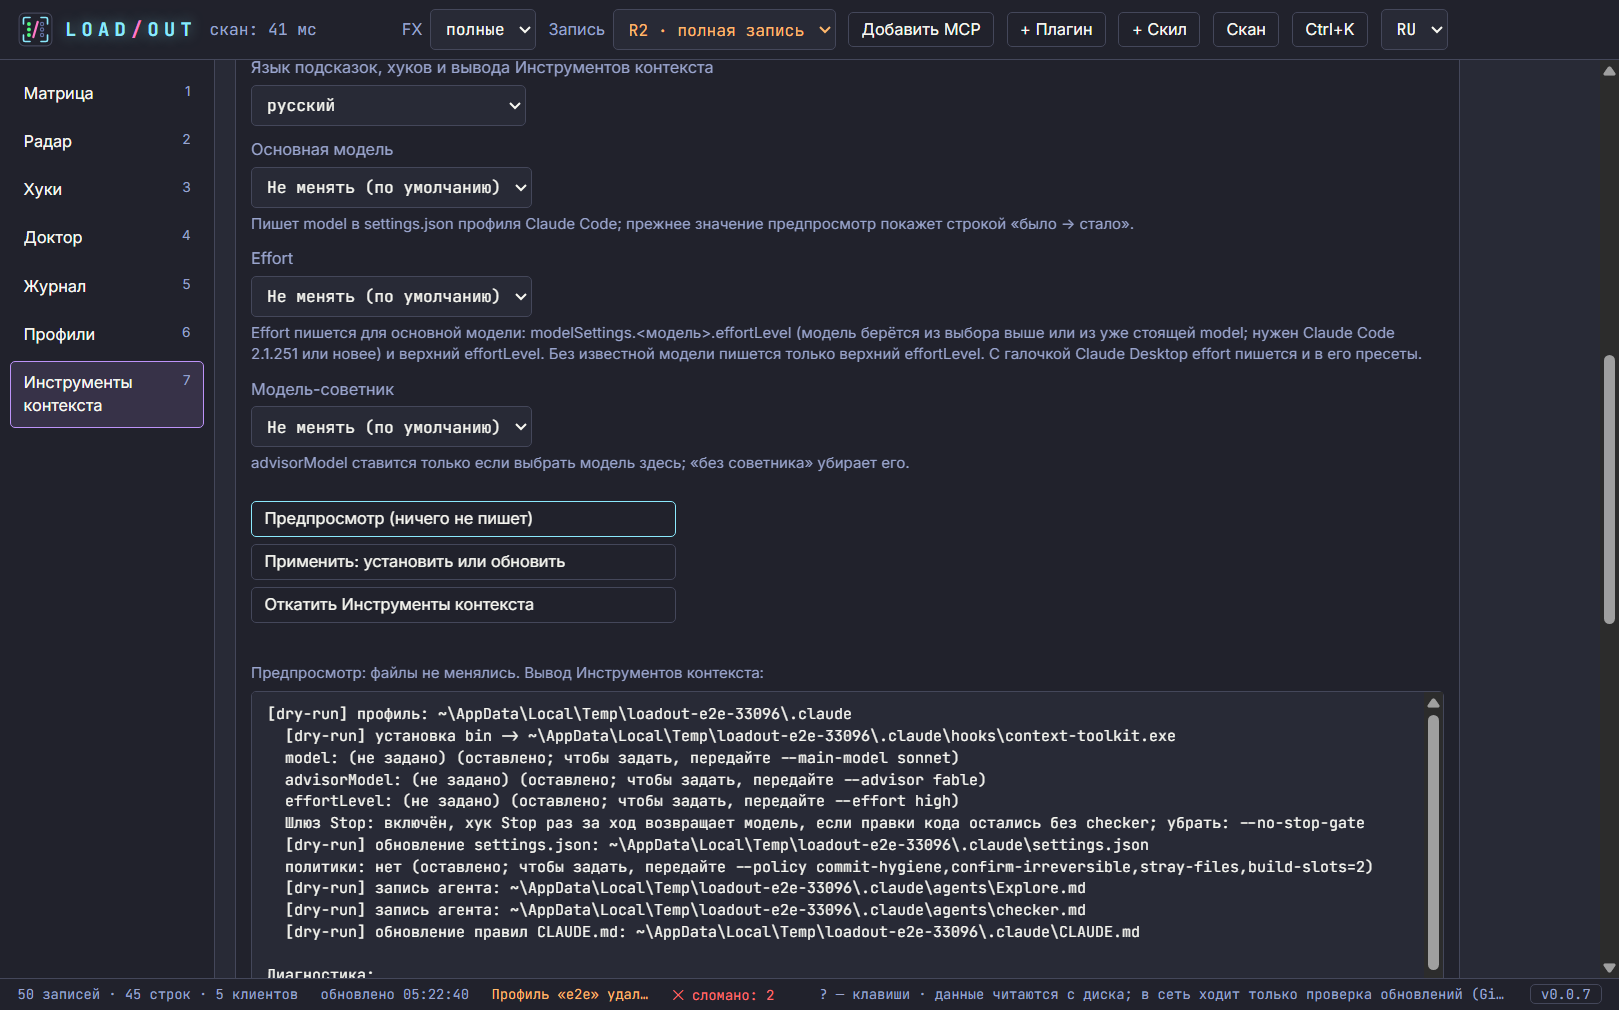 LOAD/OUT скан: 41 мс FX полные Запись R2 · полная запись Добавить MCP + Плагин + Скил Скан Ctrl+K RU
Матрица 1
Радар 2
Хуки 3
Доктор 4
Журнал 5
Профили 6
Инструменты контекста 7
Язык подсказок, хуков и вывода Инструментов контекста
русский
Основная модель
Не менять (по умолчанию)
Пишет model в settings.json профиля Claude Code; прежнее значение предпросмотр покажет строкой «было → стало».
Effort
Не менять (по умолчанию)
Effort пишется для основной модели: modelSettings.<модель>.effortLevel (модель берётся из выбора выше или из уже стоящей model; нужен Claude Code
2.1.251 или новее) и верхний effortLevel. Без известной модели пишется только верхний effortLevel. С галочкой Claude Desktop effort пишется и в его пресеты.
Модель-советник
Не менять (по умолчанию)
advisorModel ставится только если выбрать модель здесь; «без советника» убирает его.
Предпросмотр (ничего не пишет)
Применить: установить или обновить
Откатить Инструменты контекста
Предпросмотр: файлы не менялись. Вывод Инструментов контекста:
[dry-run] профиль: ~\AppData\Local\Temp\loadout-e2e-33096\.claude
[dry-run] установка bin —> ~\AppData\Local\Temp\loadout-e2e-33096\.claude\hooks\context-toolkit.exe
model: (не задано) (оставлено; чтобы задать, передайте --main-model sonnet)
advisorModel: (не задано) (оставлено; чтобы задать, передайте --advisor fable)
effortLevel: (не задано) (оставлено; чтобы задать, передайте --effort high)
Шлюз Stop: включён, хук Stop раз за ход возвращает модель, если правки кода остались без checker; убрать: --no-stop-gate
[dry-run] обновление settings.json: ~\AppData\Local\Temp\loadout-e2e-33096\.claude\settings.json
политики: нет (оставлено; чтобы задать, передайте --policy commit-hygiene,confirm-irreversible,stray-files,build-slots=2)
[dry-run] запись агента: ~\AppData\Local\Temp\loadout-e2e-33096\.claude\agents\Explore.md
[dry-run] запись агента: ~\AppData\Local\Temp\loadout-e2e-33096\.claude\agents\checker.md
[dry-run] обновление правил CLAUDE.md: ~\AppData\Local\Temp\loadout-e2e-33096\.claude\CLAUDE.md
Диагностика:
50 записей · 45 строк · 5 клиентов обновлено 05:22:40 Профиль «e2e» удал… ✕ сломано: 2 ? — клавиши · данные читаются с диска; в сеть ходит только проверка обновлений (Gi… v0.0.7